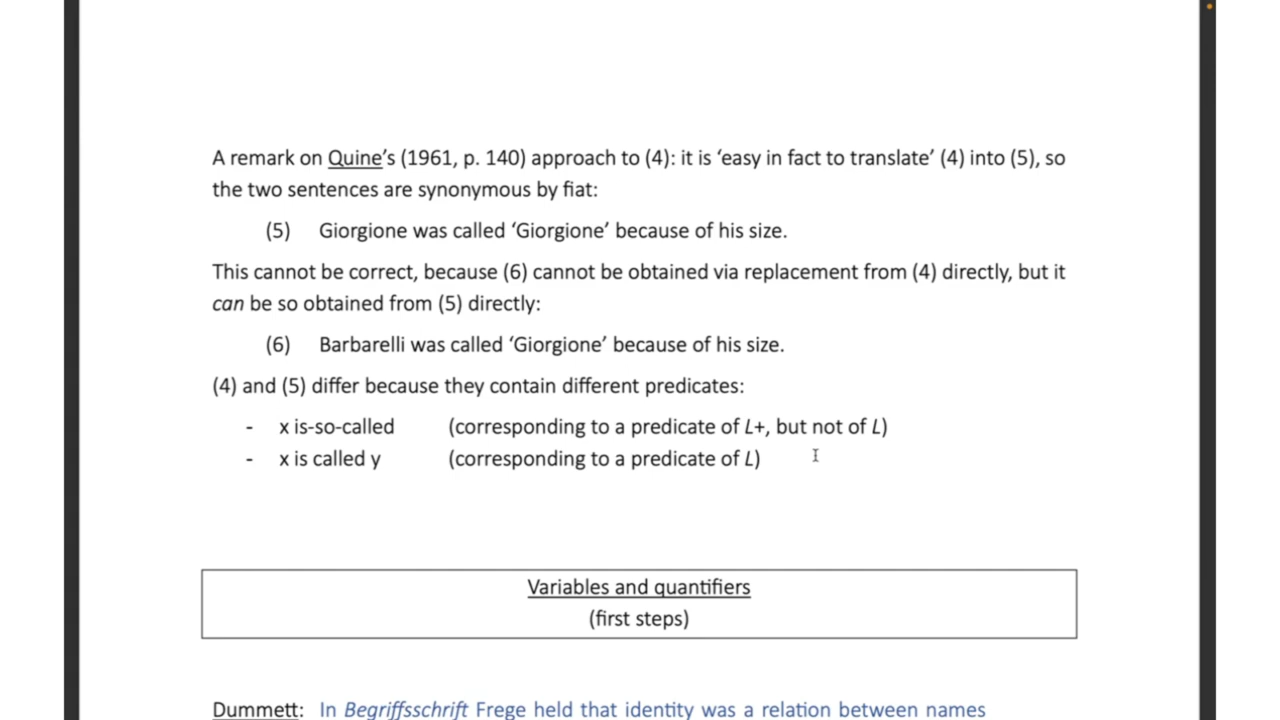 A remark on Quine's (1961, p. 140) approach to (4): it is 'easy in fact to translate' (4) into (5), so
the two sentences are synonymous by fiat:
(5) Giorgione was called 'Giorgione' because of his size.
This cannot be correct, because (6) cannot be obtained via replacement from (4) directly, but it
can be so obtained from (5) directly:
(6) Barbarelli was called 'Giorgione' because of his size.
(4) and (5) differ because they contain different predicates:
- x is-so-called (corresponding to a predicate of L+, but not of L)
- x is called y (corresponding to a predicate of L)
Variables and quantifiers
(first steps)
Dummett: In Begriffsschrift Frege held that identity was a relation between names